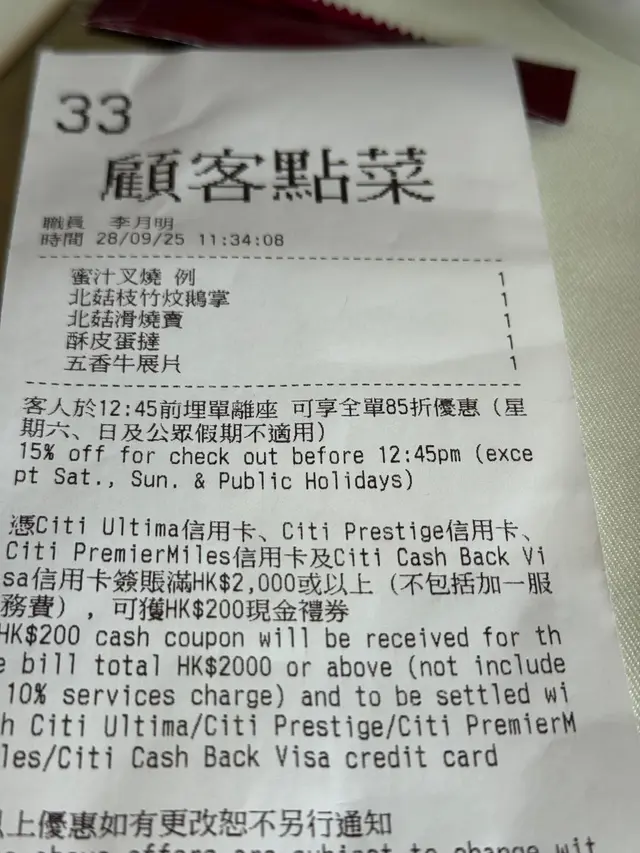 33
顧客點菜
職員 李月明
時間 28/09/25 11:34:08
蜜汁叉燒 例 1
北菇枝竹炆鵝掌 1
北菇滑燒賣 1
酥皮蛋撻 1
五香牛展片 1
客人於12:45前埋單離座 可享全單85折優惠（星
期六、日及公眾假期不適用）
15% off for check out before 12:45pm (exce
pt Sat., Sun. & Public Holidays)
憑Citi Ultima信用卡、Citi Prestige信用卡、
Citi PremierMiles信用卡及Citi Cash Back Vi
sa信用卡簽賬滿HK$2,000或以上（不包括加一服
務費），可獲HK$200現金禮券
HK$200 cash coupon will be received for th
e bill total HK$2000 or above (not include
10% services charge) and to be settled wi
h Citi Ultima/Citi Prestige/Citi PremierM
les/Citi Cash Back Visa credit card
以上優惠如有更改恕不另行通知
above offers are subject to change wit